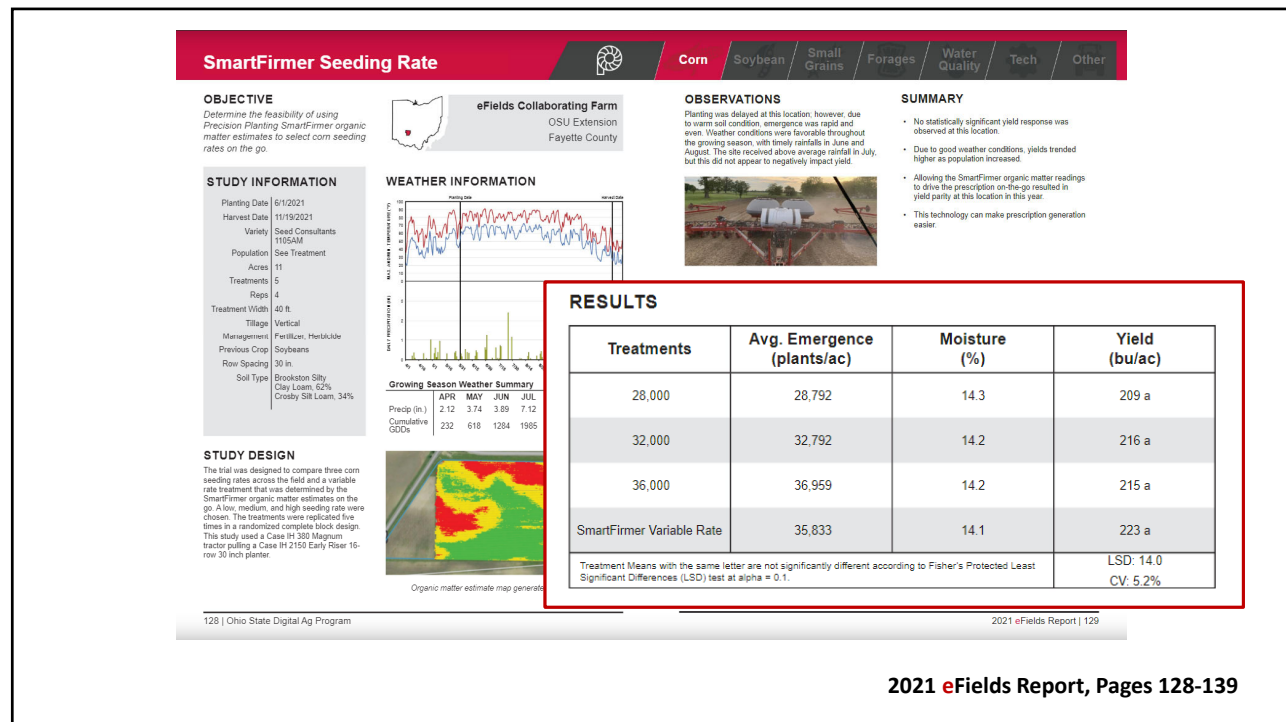 SmartFirmer Seeding Rate
Corn
Soybean
Small
Grains
Forages
Water
Quality
Tech
Other
OBJECTIVE
Determine the feasibility of using
Precision Planting SmartFirmer organic
matter estimates to select corn seeding
rates on the go.
eFields Collaborating Farm
OSU Extension
Fayette County
STUDY INFORMATION
Planting Date 6/1/2021
Harvest Date 11/19/2021
Variety Seed Consultants
1105AM
Population See Treatment
Acres 11
Treatments 5
Reps 4
Treatment Width 40 ft.
Tillage Vertical
Management Fertilizer, Herbicide
Previous Crop Soybeans
Row Spacing 30 in.
Soil Type Brookston Silty
Clay Loam, 62%
Crosby Silt Loam, 34%
WEATHER INFORMATION
Planting Date
Harvest Date
Growing Season Weather Summary
APR MAY JUN JUL
Precip (in.) 2.12 3.74 3.89 7.12
Cumulative
GDDs 232 618 1284 1985
STUDY DESIGN
The trial was designed to compare three corn
seeding rates across the field and a variable
rate treatment that was determined by the
SmartFirmer organic matter estimates on the
go. A low, medium, and high seeding rate were
chosen. The treatments were replicated five
times in a randomized complete block design.
This study used a Case IH 380 Magnum
tractor pulling a Case IH 2150 Early Riser 16-
row 30 inch planter.
Organic matter estimate map generate
OBSERVATIONS
Planting was delayed at this location; however, due
to warm soil condition, emergence was rapid and
even. Weather conditions were favorable throughout
the growing season, with timely rainfalls in June and
August. The site received above average rainfall in July,
but this did not appear to negatively impact yield.
SUMMARY
• No statistically significant yield response was
observed at this location.
• Due to good weather conditions, yields trended
higher as population increased.
• Allowing the SmartFirmer organic matter readings
to drive the prescription on-the-go resulted in
yield parity at this location in this year.
• This technology can make prescription generation
easier.
RESULTS
Treatments Avg. Emergence (plants/ac) Moisture (%) Yield (bu/ac)
28,000 28,792 14.3 209 a
32,000 32,792 14.2 216 a
36,000 36,959 14.2 215 a
SmartFirmer Variable Rate 35,833 14.1 223 a
Treatment Means with the same letter are not significantly different according to Fisher's Protected Least
Significant Differences (LSD) test at alpha = 0.1.
LSD: 14.0
CV: 5.2%
128 | Ohio State Digital Ag Program
2021 eFields Report | 129
2021 eFields Report, Pages 128-139